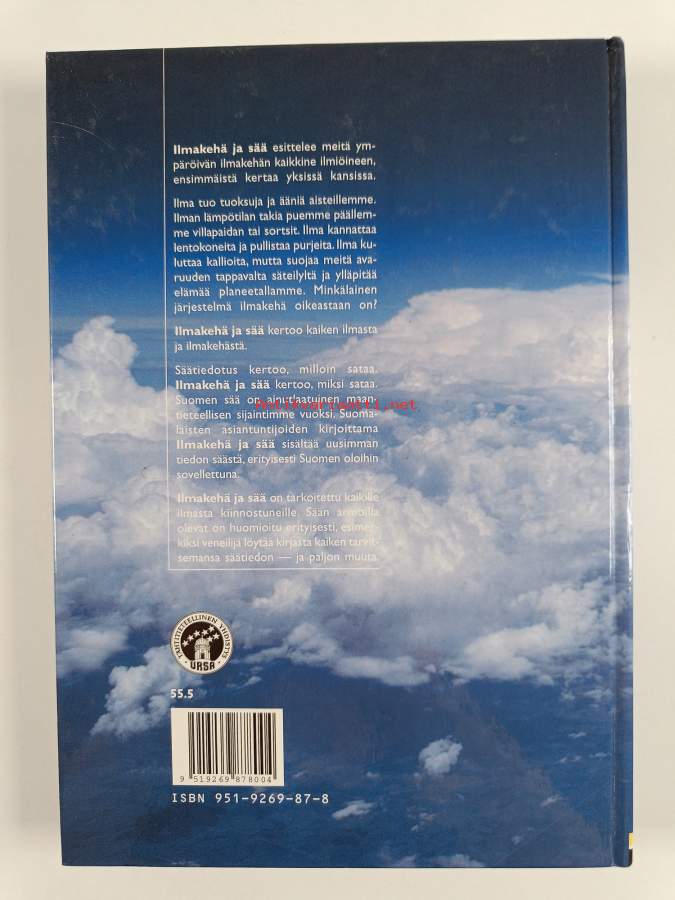 Ilmakehä ja sää esittelee meitä ym-
päröivän ilmakehän kaikkine ilmiöineen,
ensimmäistä kertaa yksissä kansissa.
Ilma tuo tuoksuja ja ääniä aisteillemme.
Ilman lämpötilan takia puemme päällem-
me villapaidan tai sortsit. Ilma kannattaa
lentokoneita ja pullistaa purjeita. Ilma ku-
luttaa kallioita, mutta suojaa meitä ava-
ruuden tappavalta säteilyltä ja ylläpitää
elämää planeetallamme. Minkälainen
järjestelmä ilmakehä oikeastaan on?
Ilmakehä ja sää kertoo kaiken ilmasta
ja ilmakehästä.
Säätiedotus kertoo, milloin sataa.
Ilmakehä ja sää kertoo, miksi sataa.
Suomen sää on ainutlaatuinen maan-
tieteellisen sijaintimme vuoksi. Suoma-
laisten asiantuntijoiden kirjoittama
Ilmakehä ja sää sisältää uusimman
tiedon säästä, erityisesti Suomen oloihin
sovellettuna.
Ilmakehä ja sää on tarkoitettu kaikille
ilmasta kiinnostuneille. Sään armoilla
olevat on huomioitu erityisesti, esimer-
kiksi veneilijä löytää kirjasta kaiken tarvit-
semansa säätiedon — ja paljon muuta.
Antikvariaatti.net
TÄHTITIETEELLINEN YHDISTYS
URSA
55.5
9 519269 878004
ISBN 951-9269-87-8